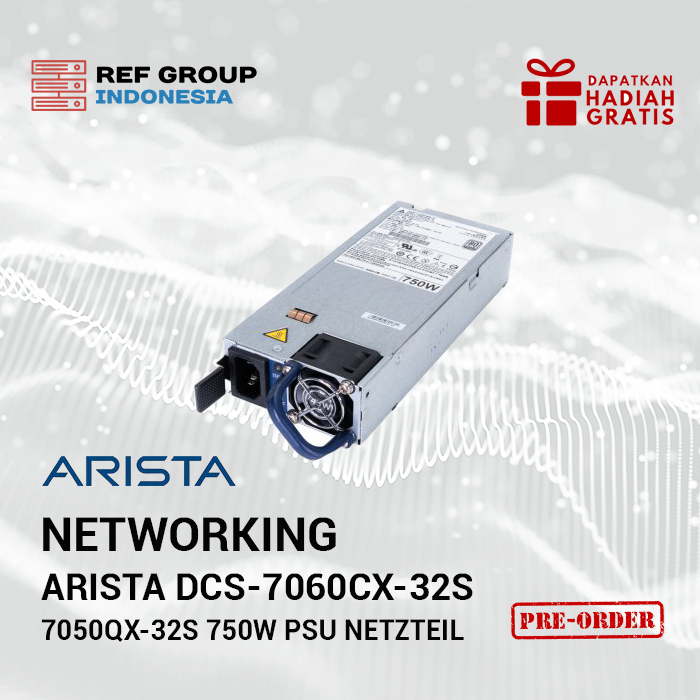 REF GROUP
INDONESIA
DAPATKAN
HADIAH
GRATIS
750W
ARISTA
NETWORKING
ARISTA DCS-7060CX-32S
7050QX-32S 750W PSU NETZTEIL
PRE-ORDER